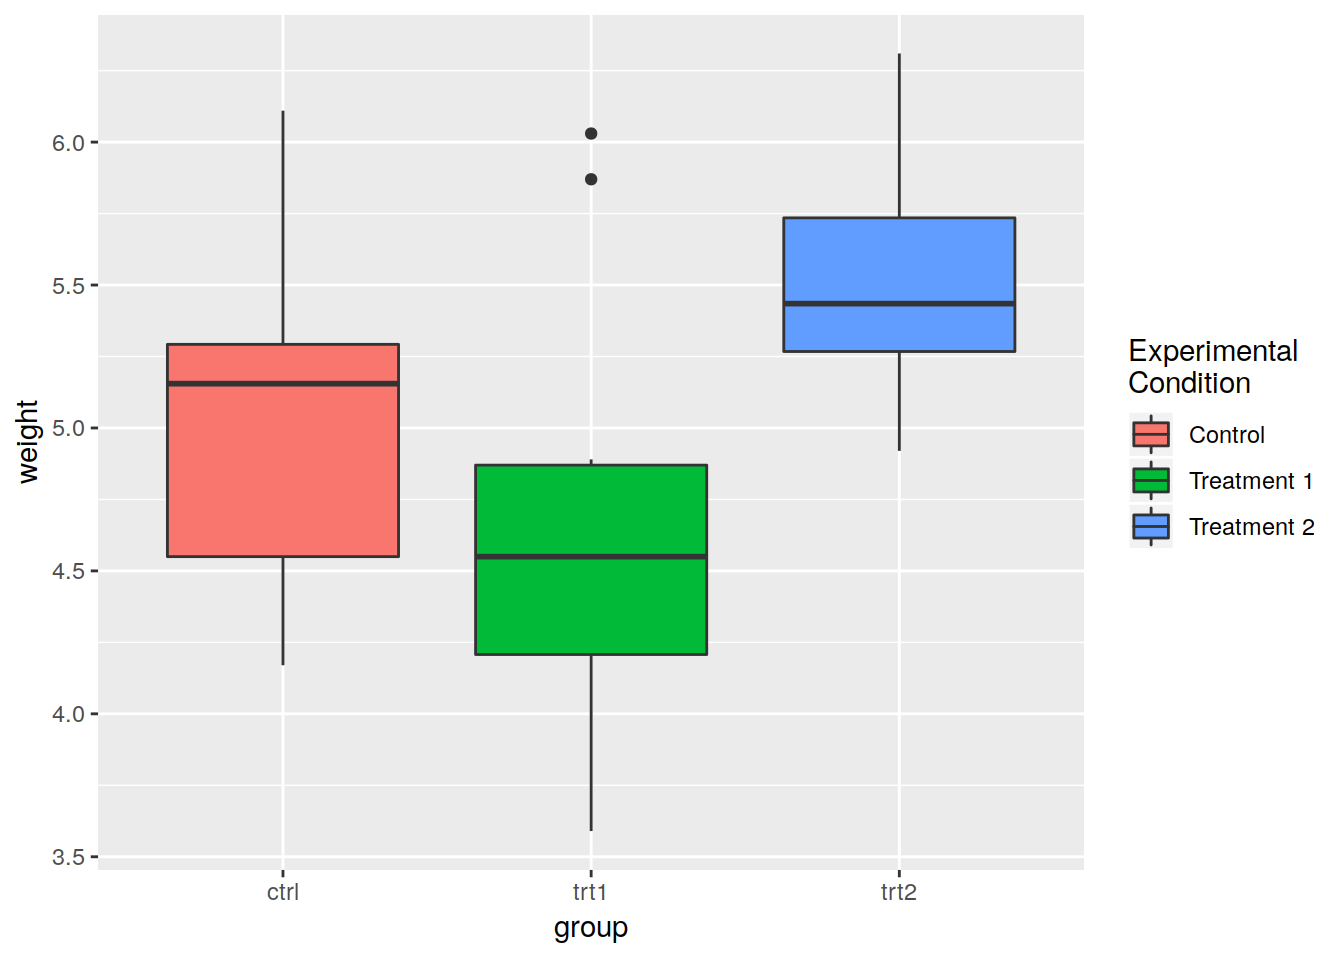 weight
6.0
5.5
5.0
4.5
4.0
3.5
ctrl trt1 trt2
group
Experimental
Condition
Control
Treatment 1
Treatment 2